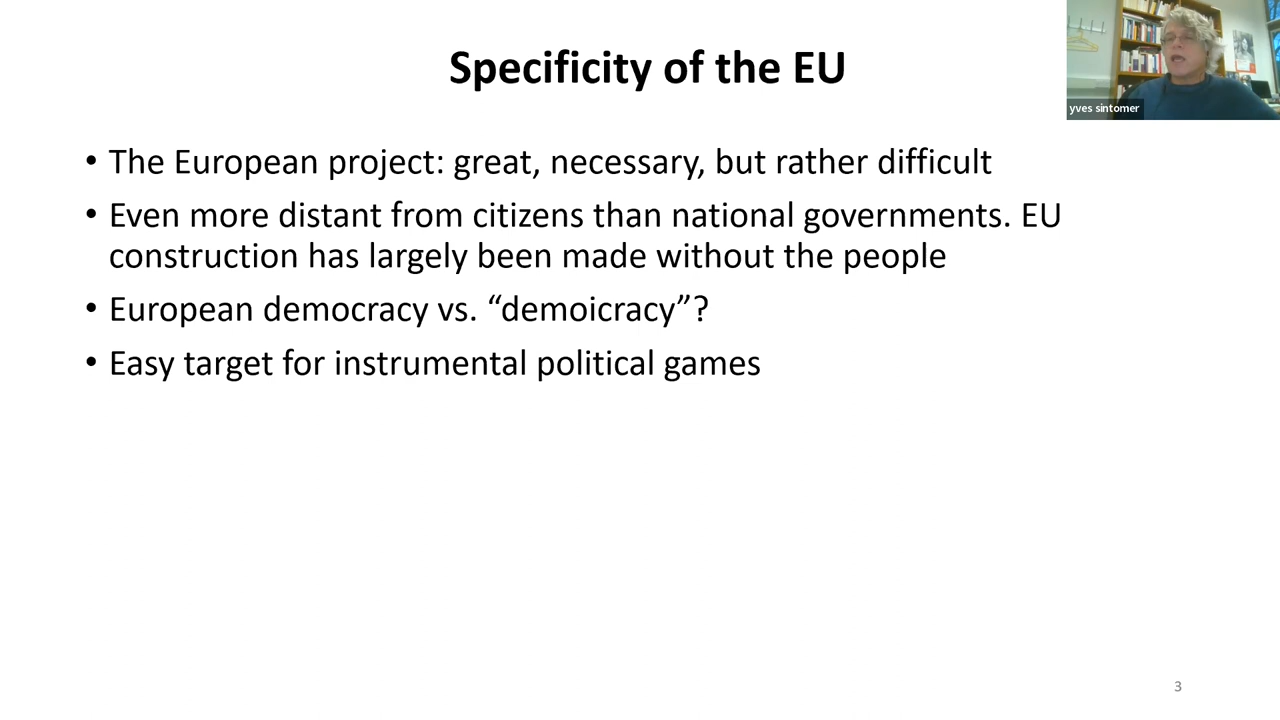 Specificity of the EU
yves sintomer
• The European project: great, necessary, but rather difficult
• Even more distant from citizens than national governments. EU
construction has largely been made without the people
• European democracy vs. “demoicracy”?
• Easy target for instrumental political games
3